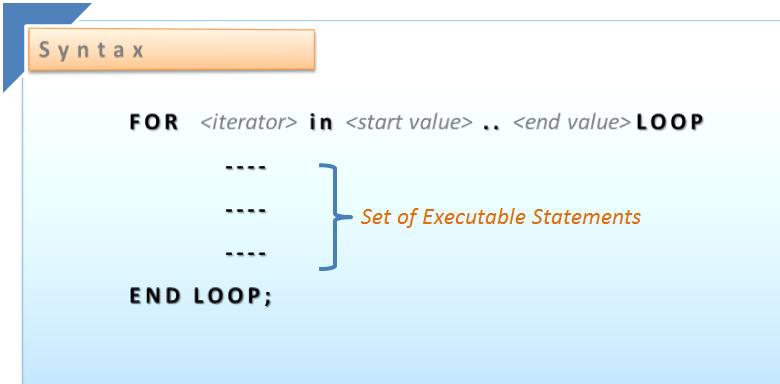 Syntax
FOR <iterator> in <start value> .. <end value> LOOP
----
----
Set of Executable Statements
----
END LOOP;